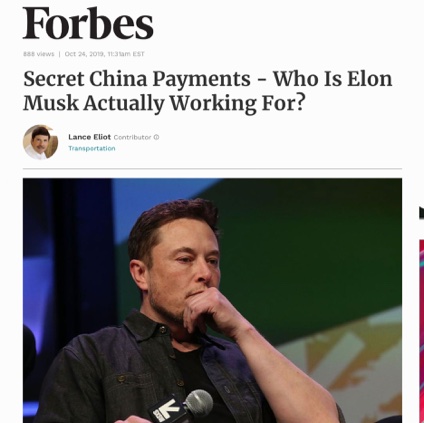 Forbes
888 views | Oct 24, 2019, 11:31am EST
Secret China Payments - Who Is Elon
Musk Actually Working For?
Lance Eliot Contributor
Transportation